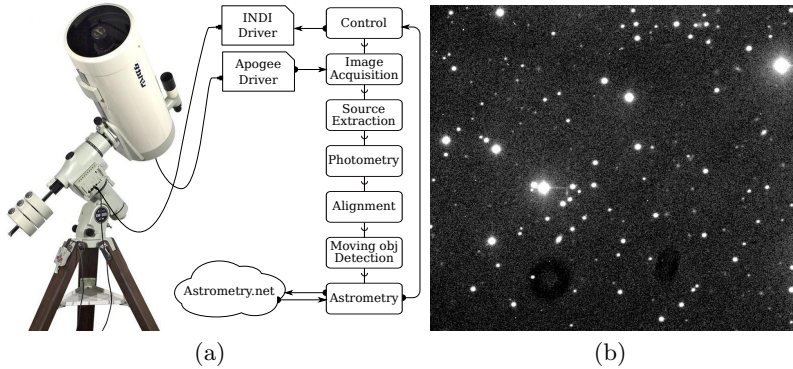 INDI
Driver
Control
Apogee
Driver
Image
Acquisition
Source
Extraction
Photometry
Alignment
Moving obj
Detection
Astrometry.net
Astrometry
(a)
(b)